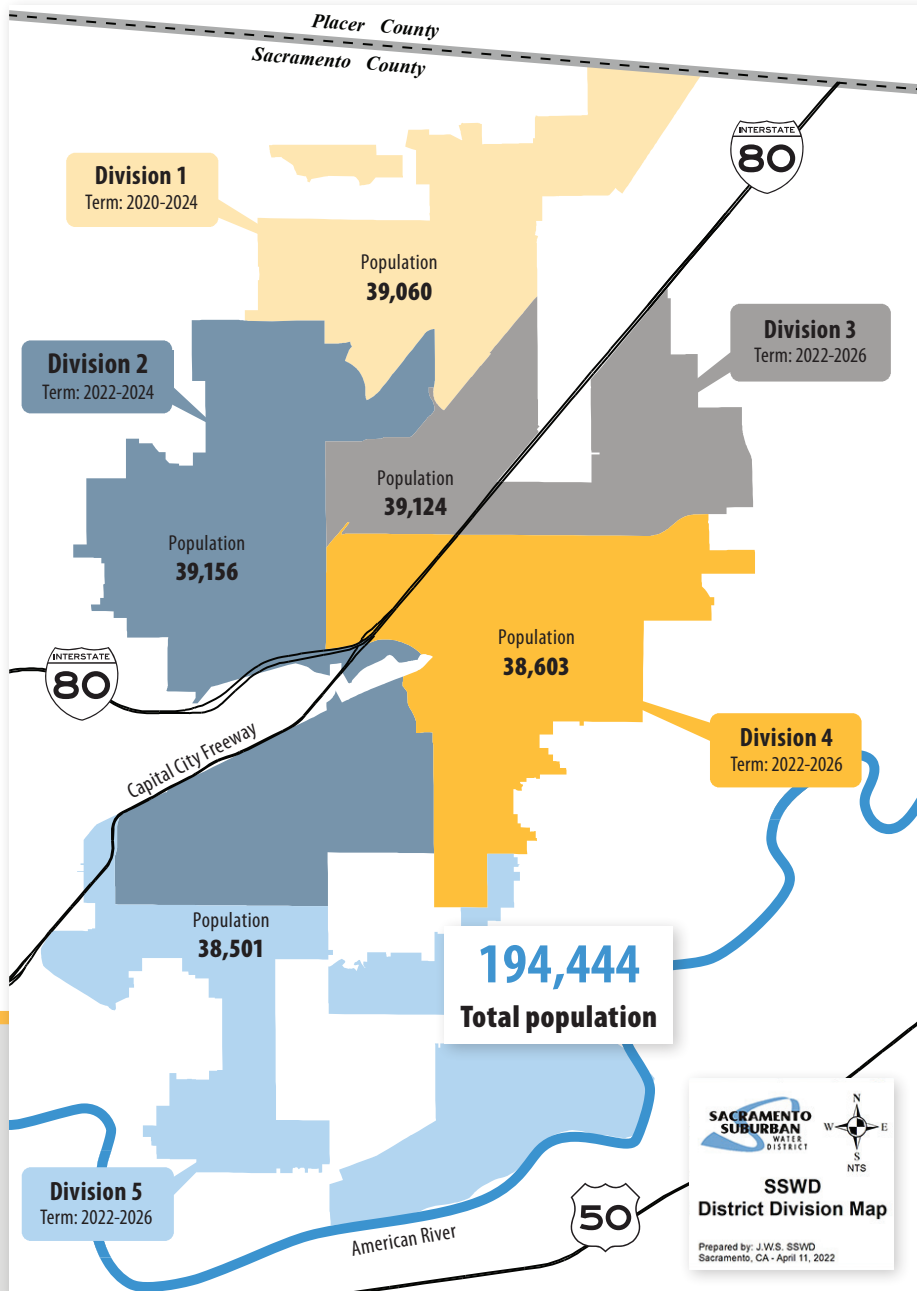 Placer County
Sacramento County
INTERSTATE
80
Division 1
Term: 2020-2024
Population
39,060
Division 2
Term: 2022-2024
Division 3
Term: 2022-2026
Population
39,124
Population
39,156
Population
38,603
INTERSTATE
80
Capital City Freeway
Division 4
Term: 2022-2026
Population
38,501
194,444
Total population
Division 5
Term: 2022-2026
American River
50
SACRAMENTO
SUBURBAN
WATER
DISTRICT
N
W
E
S
NTS
SSWD
District Division Map
Prepared by: J.W.S. SSWD
Sacramento, CA - April 11, 2022